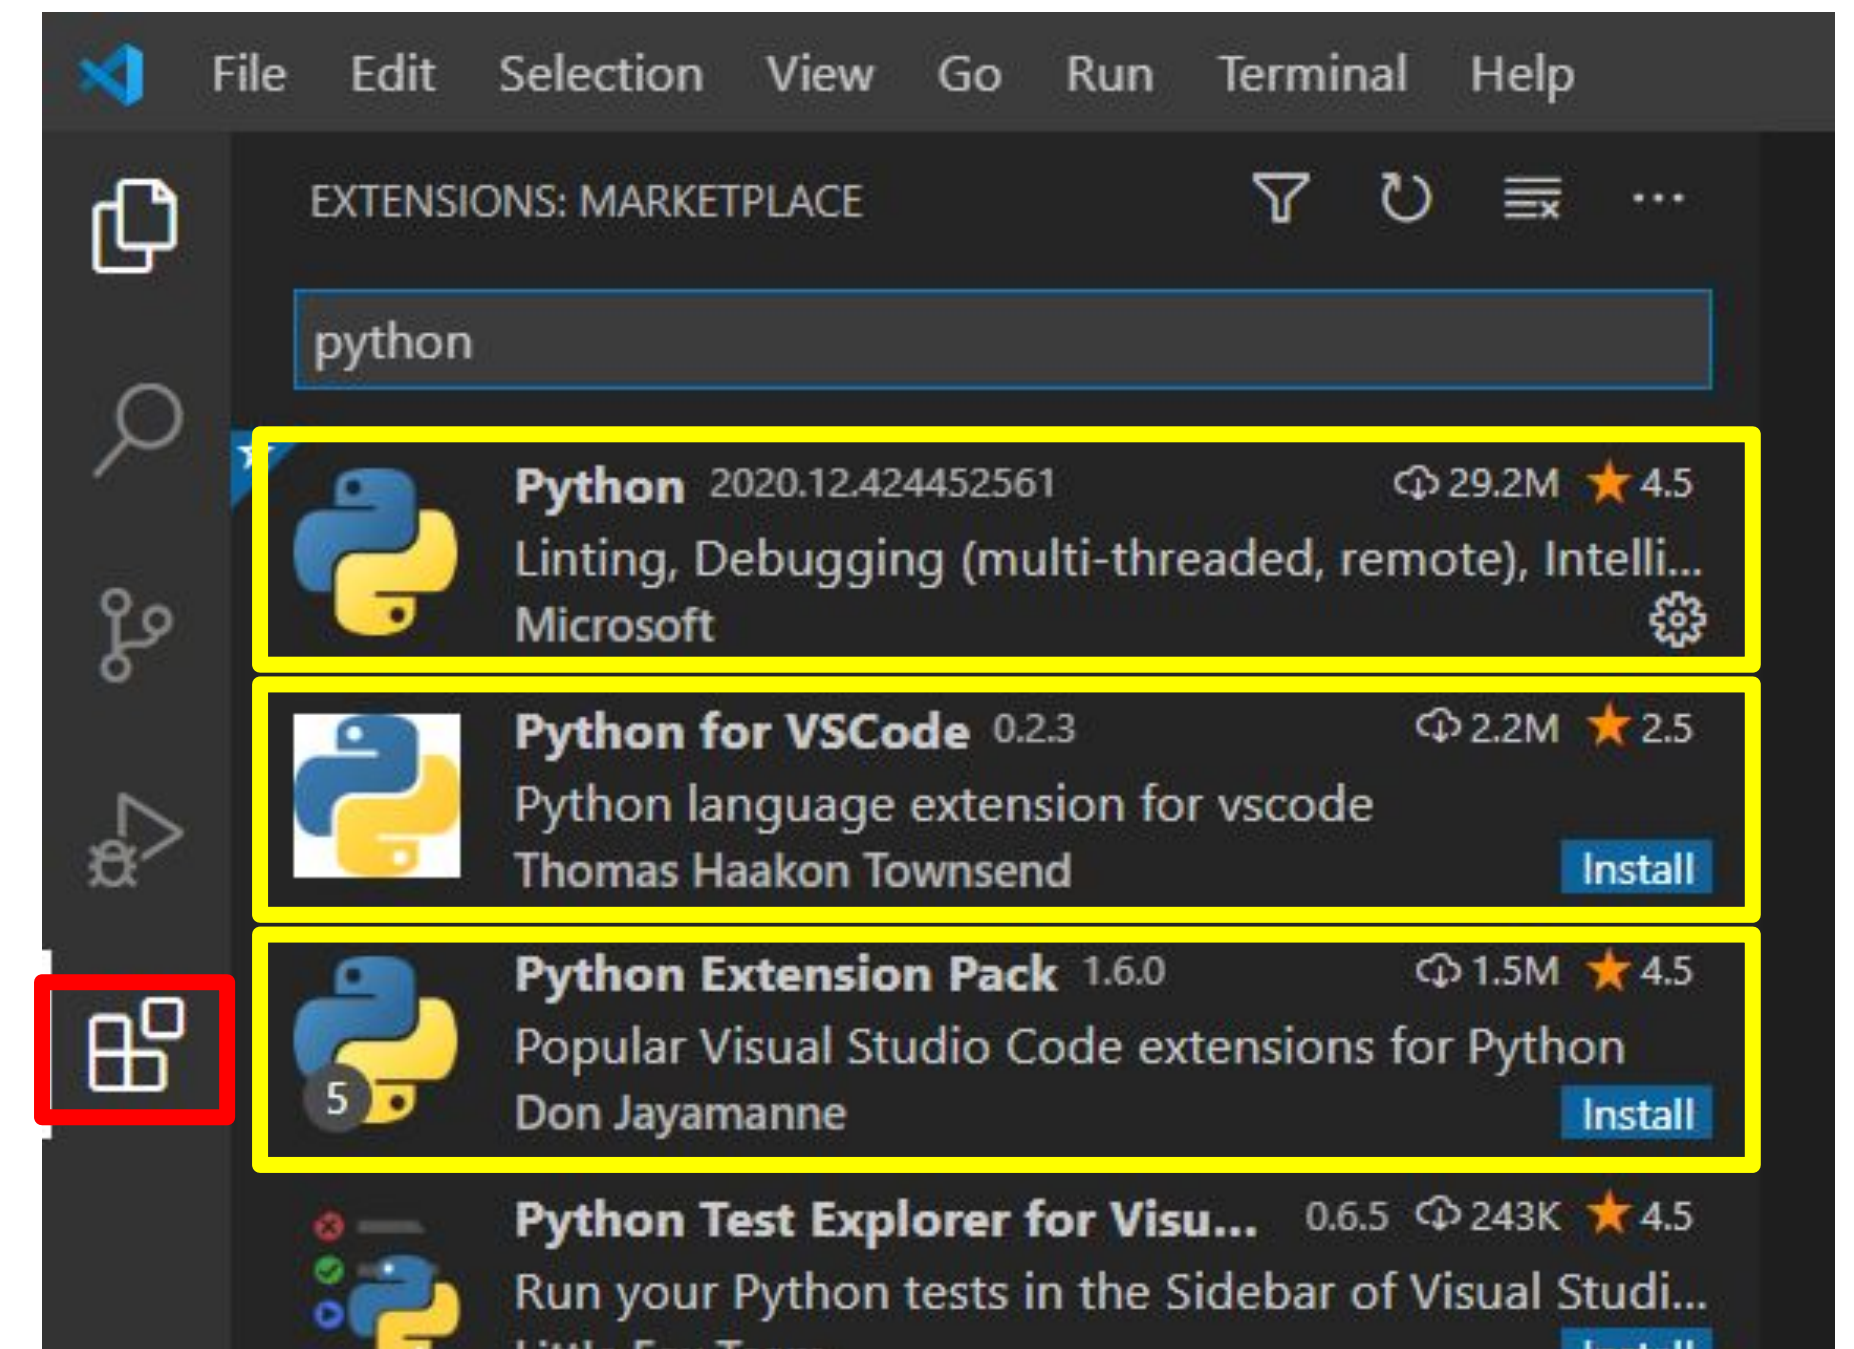 File Edit Selection View Go Run Terminal Help
EXTENSIONS: MARKETPLACE
python
Python 2020.12.424452561 29.2M 4.5
Linting, Debugging (multi-threaded, remote), Intelli...
Microsoft
Python for VSCode 0.2.3 2.2M 2.5
Python language extension for vscode
Thomas Haakon Townsend Install
Python Extension Pack 1.6.0 1.5M 4.5
Popular Visual Studio Code extensions for Python
5 Don Jayamanne Install
Python Test Explorer for Visu... 0.6.5 243K 4.5
Run your Python tests in the Sidebar of Visual Studi...
Install